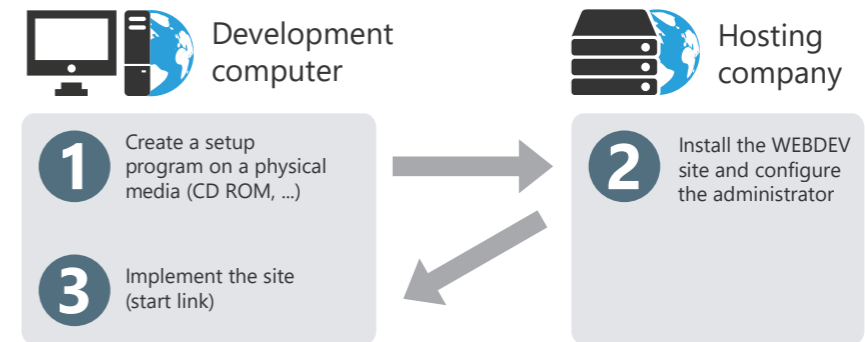 Development
computer
Hosting
company
1
Create a setup
program on a physical
media (CD ROM, ...)
2
Install the WEBDEV
site and configure
the administrator
3
Implement the site
(start link)